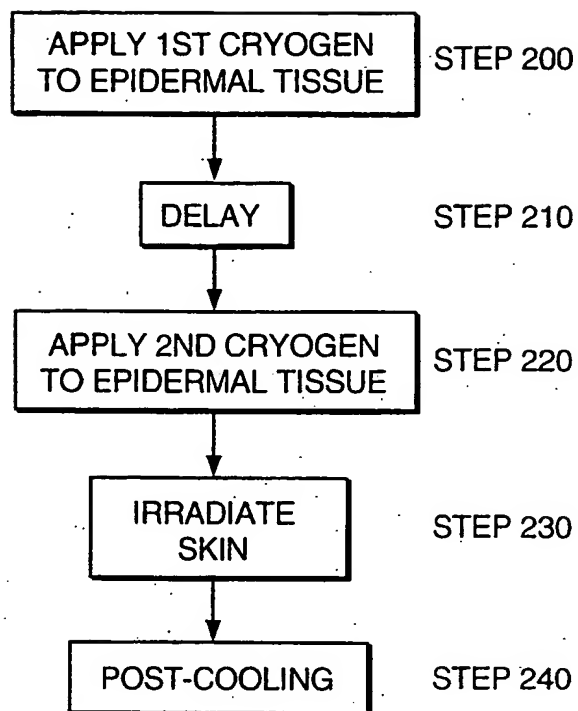 APPLY 1ST CRYOGEN
TO EPIDERMAL TISSUE
STEP 200
DELAY
STEP 210
APPLY 2ND CRYOGEN
TO EPIDERMAL TISSUE
STEP 220
IRRADIATE
SKIN
STEP 230
POST-COOLING
STEP 240